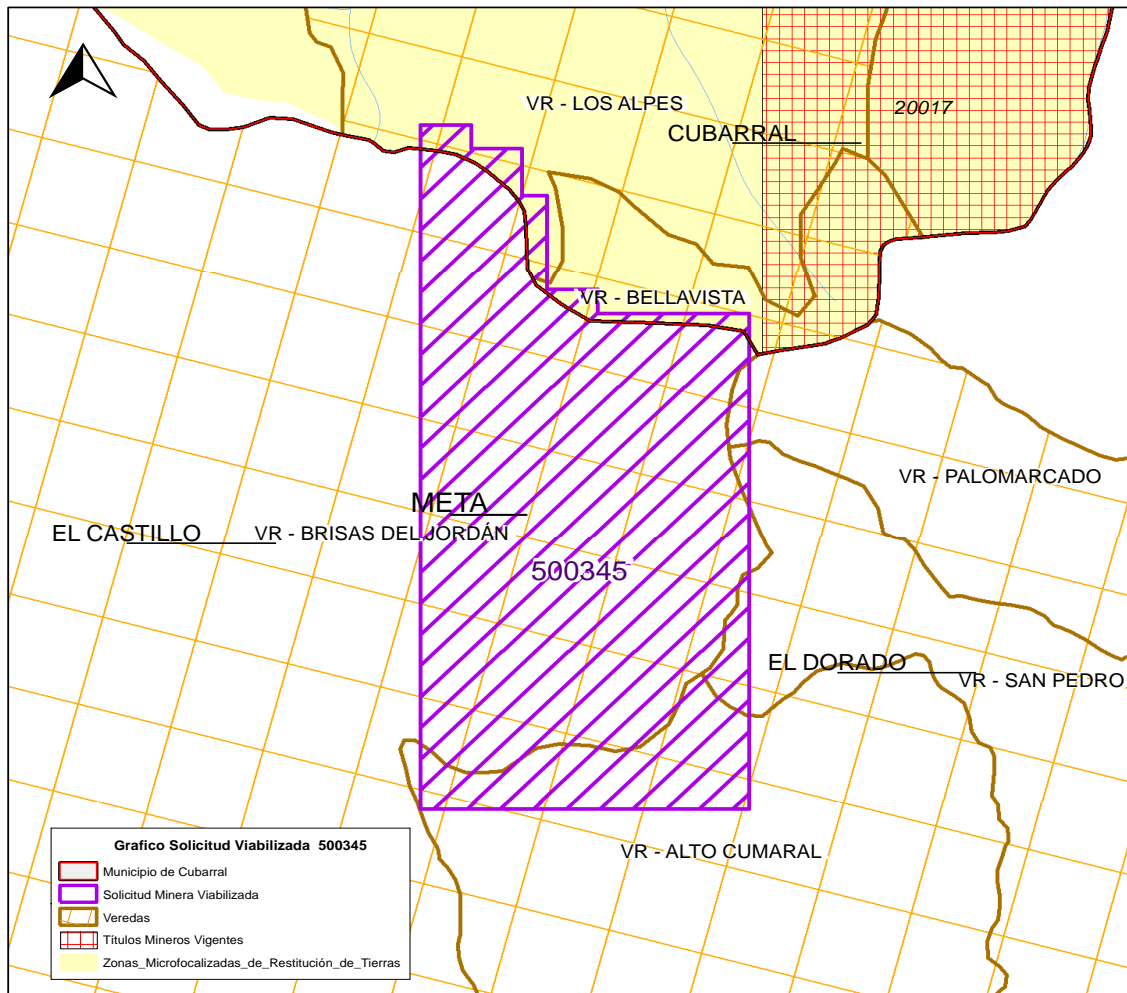 VR - LOS ALPES
20017
CUBARRAL
VR - BELLAVISTA
VR - PALOMARCADO
META
EL CASTILLO
VR - BRISAS DEL JORDÁN
500345
EL DORADO
VR - SAN PEDRO
VR - ALTO CUMARAL
Grafico Solicitud Viabilizada 500345
Municipio de Cubarral
Solicitud Minera Viabilizada
Veredas
Títulos Mineros Vigentes
Zonas_Microfocalizadas_de_Restitución_de_Tierras